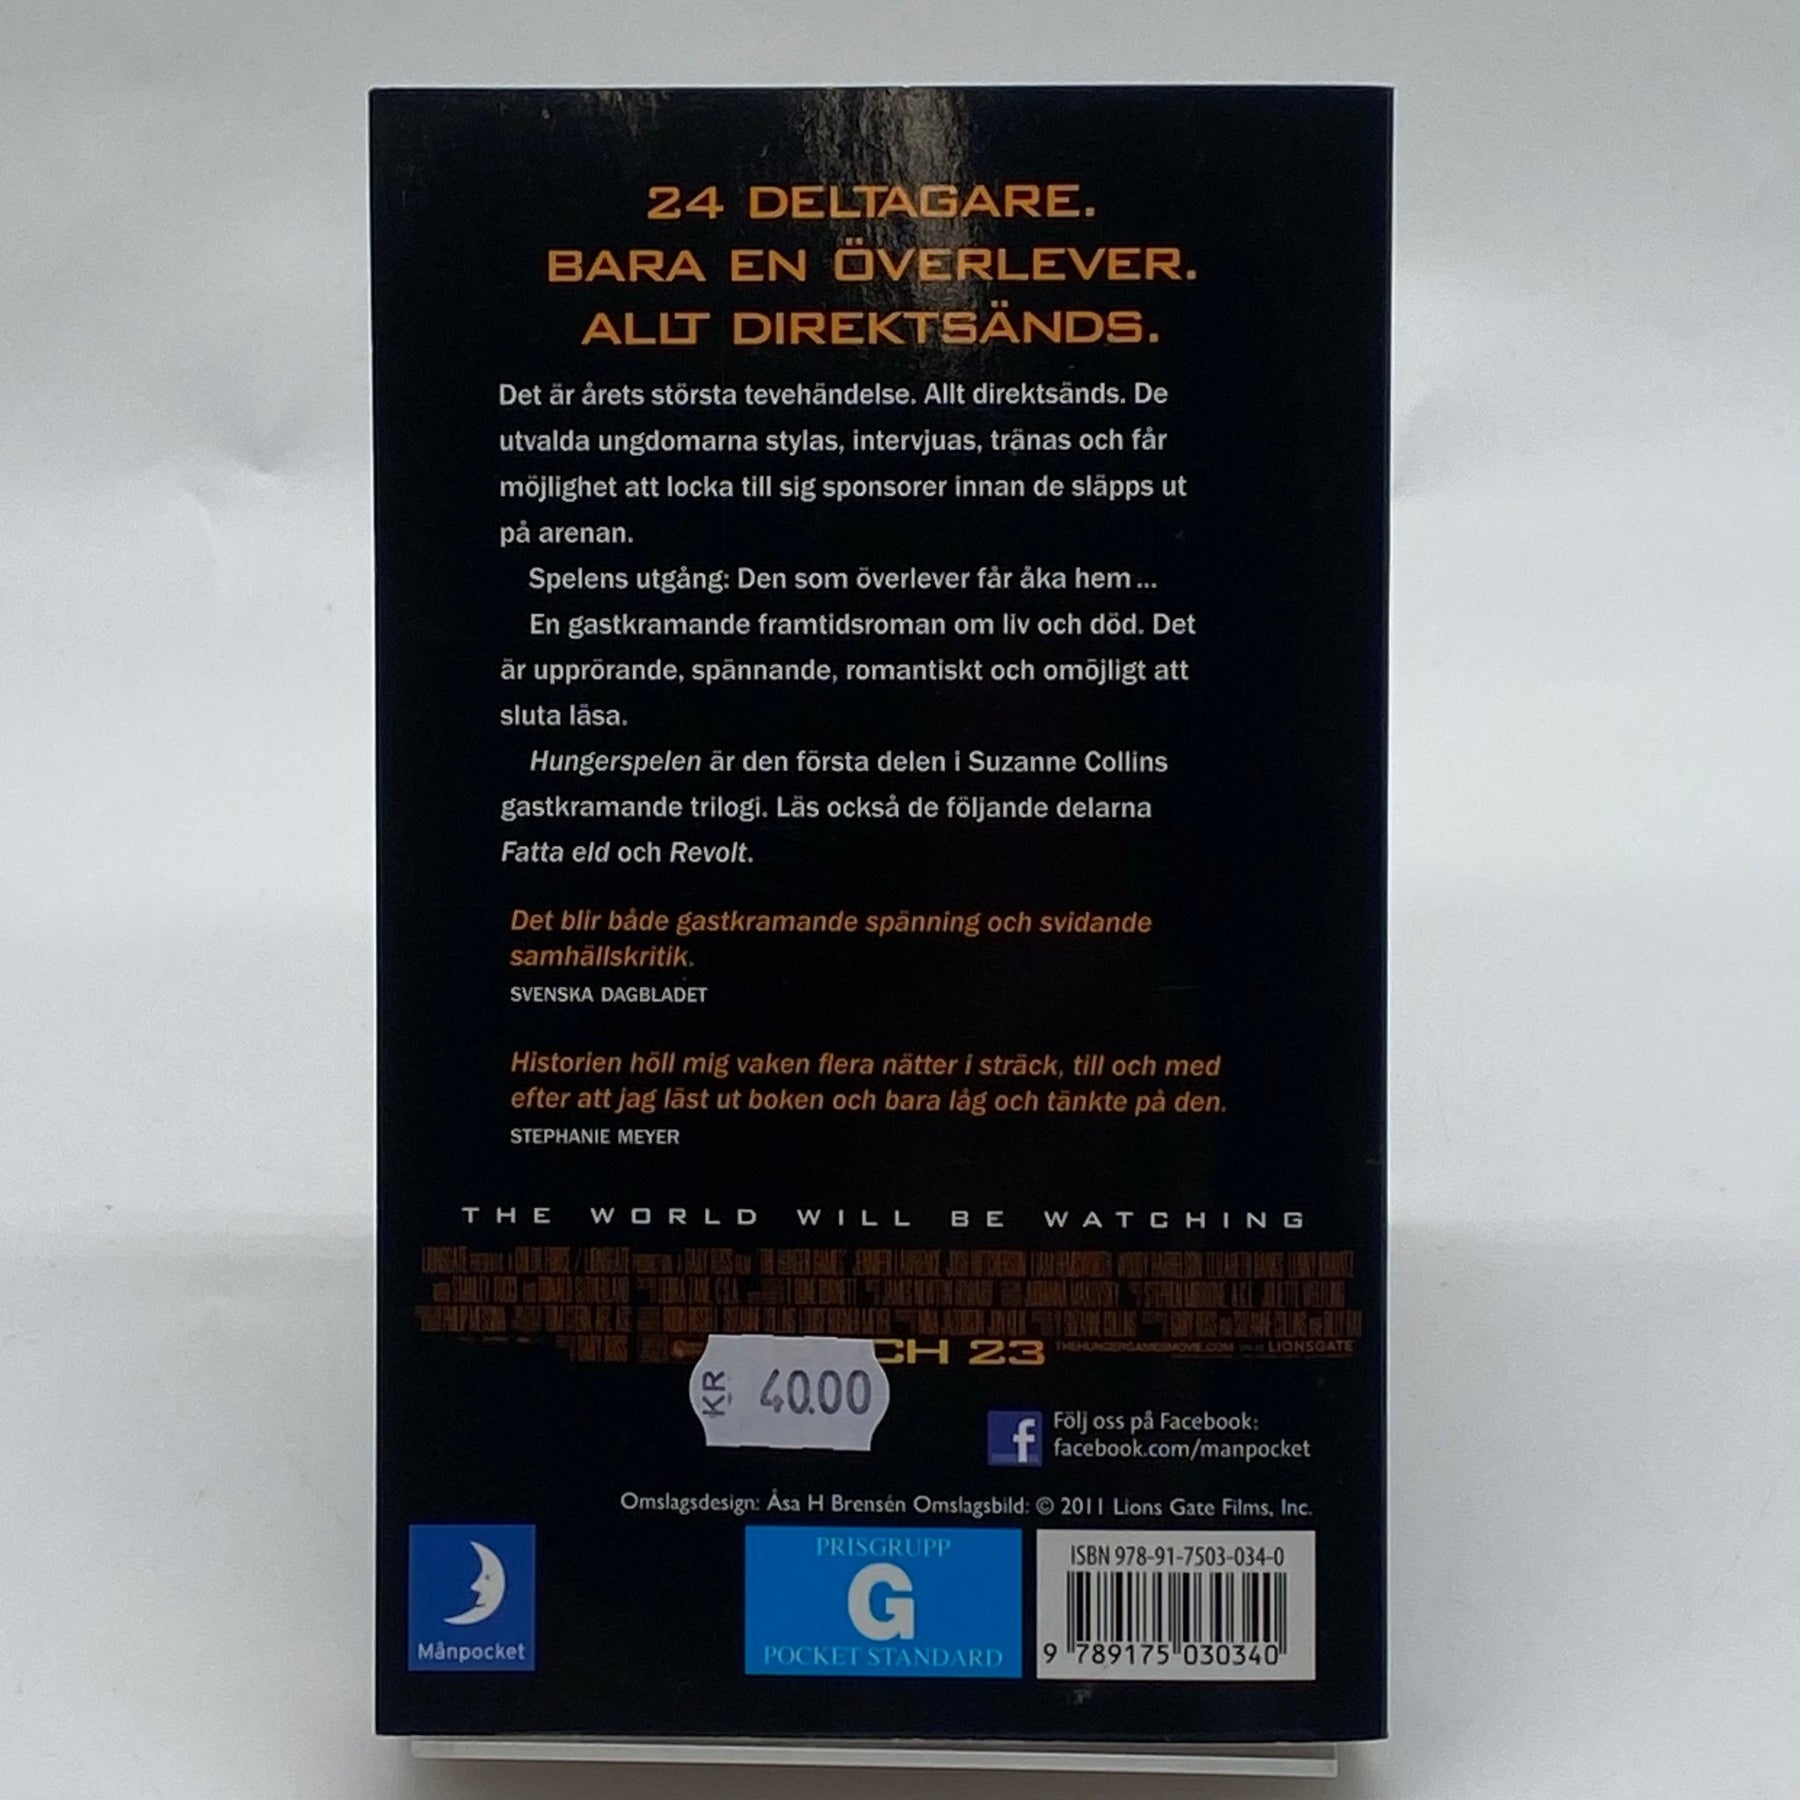 24 DELTAGARE.
BARA EN ÖVERLEVER.
ALLT DIREKTSÄNDS.
Det är årets största tevehändelse. Allt direktsänds. De
utvalda ungdomarna stylas, intervjuas, tränas och får
möjlighet att locka till sig sponsorer innan de släpps ut
på arenan.
Spelens utgång: Den som överlever får åka hem ...
En gastkramande framtidsroman om liv och död. Det
är upprörande, spännande, romantiskt och omöjligt att
sluta läsa.
Hungerspelen är den första delen i Suzanne Collins
gastkramande trilogi. Läs också de följande delarna
Fatta eld och Revolt.
Det blir både gastkramande spänning och svidande
samhällskritik.
SVENSKA DAGBLADET
Historien höll mig vaken flera nätter i sträck, till och med
efter att jag läst ut boken och bara låg och tänkte på den.
STEPHANIE MEYER
THE WORLD WILL BE WATCHING
CH 23 THEHUNGERGAMESMOVIE.COM LIONSGATE
KR 40.00
Följ oss på Facebook:
facebook.com/manpocket
Omslagsdesign: Åsa H Brensén Omslagsbild: © 2011 Lions Gate Films, Inc.
Månpocket
PRISGRUPP
G
POCKET STANDARD
ISBN 978-91-7503-034-0
9 789175 030340